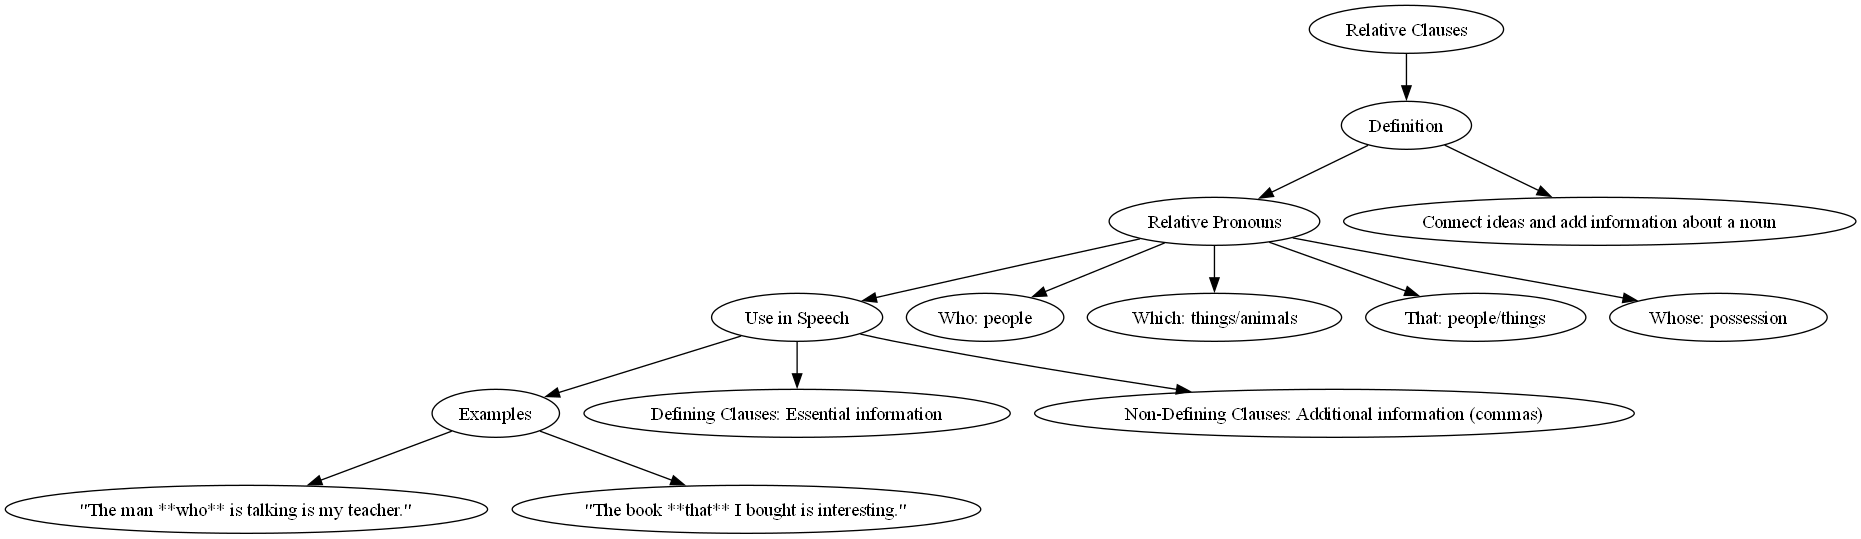 Relative Clauses
Definition
Relative Pronouns
Connect ideas and add information about a noun
Use in Speech
Who: people
Which: things/animals
That: people/things
Whose: possession
Examples
Defining Clauses: Essential information
Non-Defining Clauses: Additional information (commas)
"The man **who** is talking is my teacher."
"The book **that** I bought is interesting."